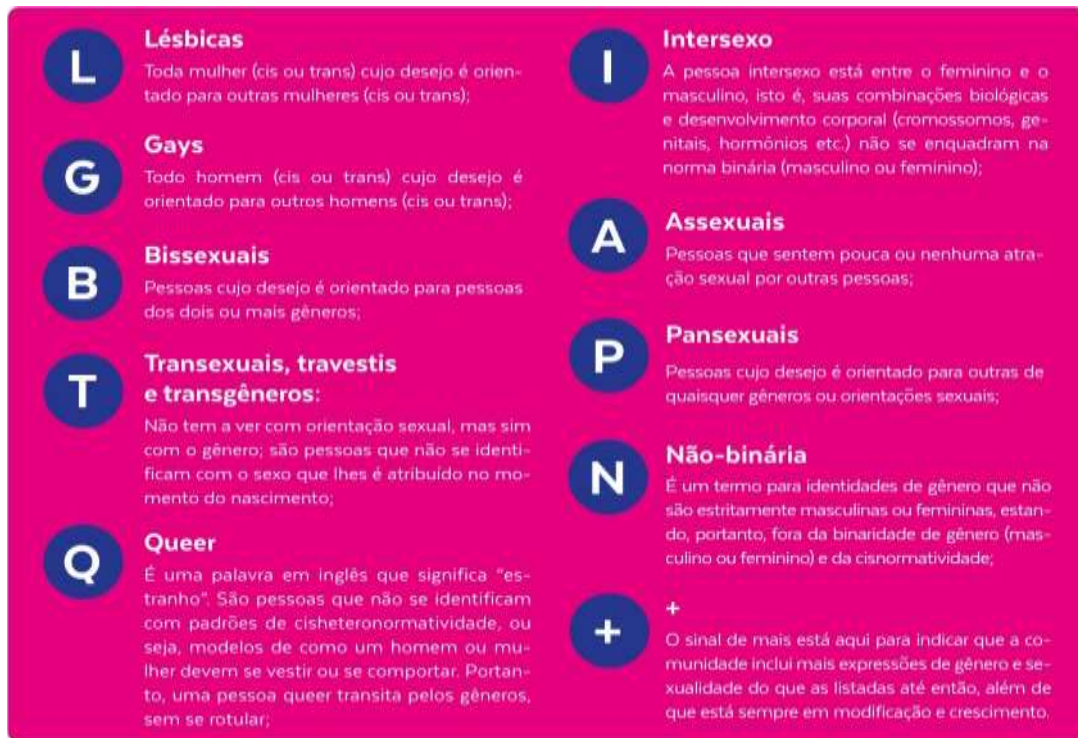 L
Lésbicas
Toda mulher (cis ou trans) cujo desejo é orien-
tado para outras mulheres (cis ou trans);
G
Gays
Todo homem (cis ou trans) cujo desejo é
orientado para outros homens (cis ou trans);
B
Bissexuais
Pessoas cujo desejo é orientado para pessoas
dos dois ou mais gêneros;
T
Transexuais, travestis
e transgêneros:
Não tem a ver com orientação sexual, mas sim
com o gênero; são pessoas que não se identi-
ficam com o sexo que lhes é atribuído no mo-
mento do nascimento;
Q
Queer
É uma palavra em inglês que significa “es-
tranho”. São pessoas que não se identificam
com padrões de cisheteronormatividade, ou
seja, modelos de como um homem ou mu-
lher devem se vestir ou se comportar. Portan-
to, uma pessoa queer transita pelos gêneros,
sem se rotular;
I
Intersexo
A pessoa intersexo está entre o feminino e o
masculino, isto é, suas combinações biológicas
e desenvolvimento corporal (cromossomos, ge-
nitais, hormônios etc.) não se enquadram na
norma binária (masculino ou feminino);
A
Assexuais
Pessoas que sentem pouca ou nenhuma atra-
ção sexual por outras pessoas;
P
Pansexuais
Pessoas cujo desejo é orientado para outras de
quaisquer gêneros ou orientações sexuais;
N
Não-binária
É um termo para identidades de gênero que não
são estritamente masculinas ou femininas, estan-
do, portanto, fora da binaridade de gênero (mas-
culino ou feminino) e da cisnormatividade;
+
+
O sinal de mais está aqui para indicar que a co-
munidade inclui mais expressões de gênero e se-
xualidade do que as listadas até então, além de
que está sempre em modificação e crescimento.